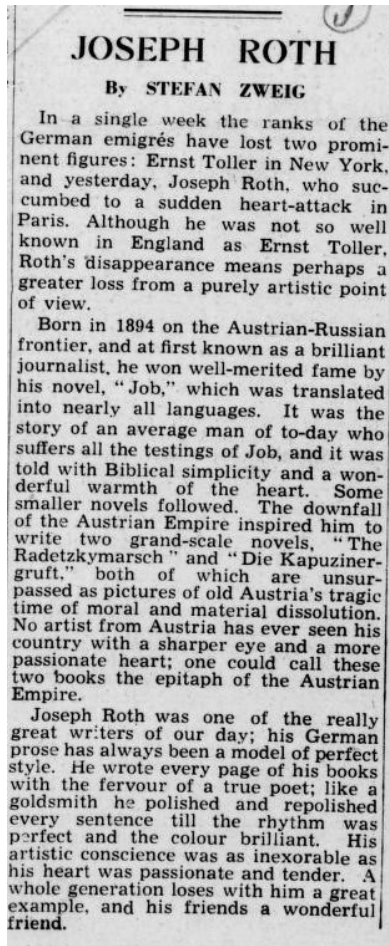 JOSEPH ROTH
By STEFAN ZWEIG
In a single week the ranks of the
German emigrés have lost two promi-
nent figures: Ernst Toller in New York,
and yesterday, Joseph Roth, who suc-
cumbed to a sudden heart-attack in
Paris. Although he was not so well
known in England as Ernst Toller,
Roth's disappearance means perhaps a
greater loss from a purely artistic point
of view.
Born in 1894 on the Austrian-Russian
frontier, and at first known as a brilliant
journalist, he won well-merited fame by
his novel, "Job," which was translated
into nearly all languages. It was the
story of an average man of to-day who
suffers all the testings of Job, and it was
told with Biblical simplicity and a won-
derful warmth of the heart. Some
smaller novels followed. The downfall
of the Austrian Empire inspired him to
write two grand-scale novels, "The
Radetzkymarsch" and "Die Kapuziner-
gruft," both of which are unsur-
passed as pictures of old Austria's tragic
time of moral and material dissolution.
No artist from Austria has ever seen his
country with a sharper eye and a more
passionate heart; one could call these
two books the epitaph of the Austrian
Empire.
Joseph Roth was one of the really
great writers of our day; his German
prose has always been a model of perfect
style. He wrote every page of his books
with the fervour of a true poet; like a
goldsmith he polished and repolished
every sentence till the rhythm was
perfect and the colour brilliant. His
artistic conscience was as inexorable as
his heart was passionate and tender. A
whole generation loses with him a great
example, and his friends a wonderful
friend.